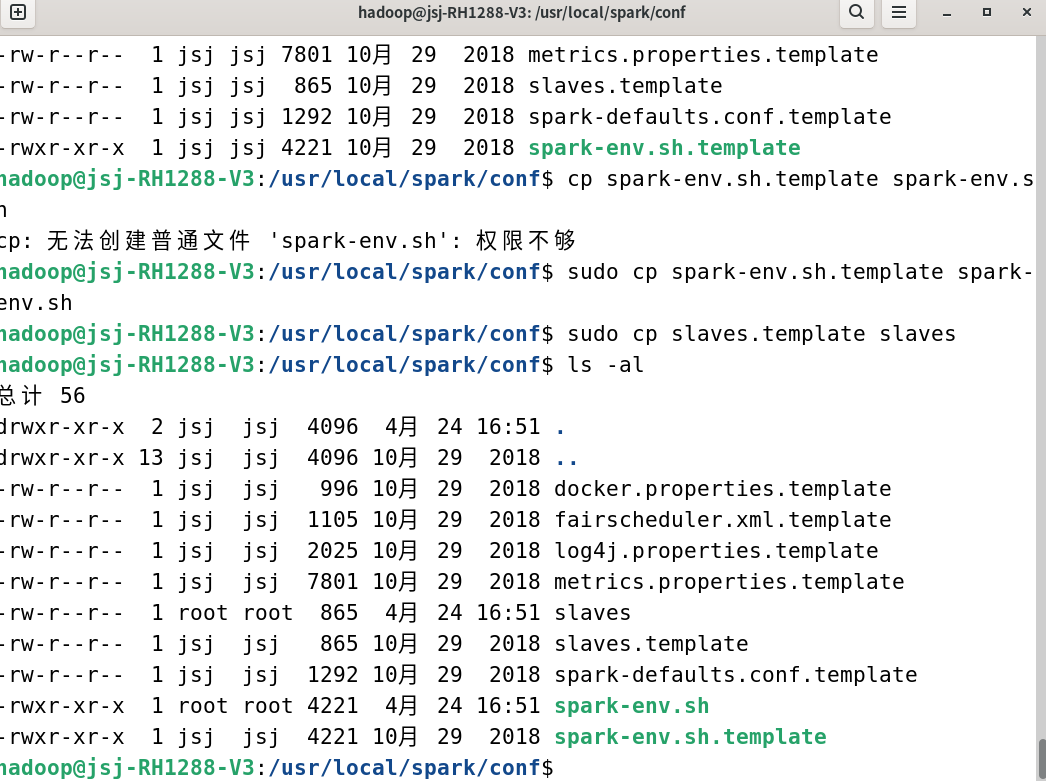 hadoop@jsj-RH1288-V3: /usr/local/spark/conf
-rw-r--r--  1 jsj jsj 7801 10月 29  2018 metrics.properties.template
-rw-r--r--  1 jsj jsj  865 10月 29  2018 slaves.template
-rw-r--r--  1 jsj jsj 1292 10月 29  2018 spark-defaults.conf.template
-rwxr-xr-x  1 jsj jsj 4221 10月 29  2018 spark-env.sh.template
hadoop@jsj-RH1288-V3:/usr/local/spark/conf$ cp spark-env.sh.template spark-env.s
h
cp: 无法创建普通文件 'spark-env.sh': 权限不够
hadoop@jsj-RH1288-V3:/usr/local/spark/conf$ sudo cp spark-env.sh.template spark-
env.sh
hadoop@jsj-RH1288-V3:/usr/local/spark/conf$ sudo cp slaves.template slaves
hadoop@jsj-RH1288-V3:/usr/local/spark/conf$ ls -al
总计 56
drwxr-xr-x  2 jsj  jsj  4096  4月 24 16:51 .
drwxr-xr-x 13 jsj  jsj  4096 10月 29  2018 ..
-rw-r--r--  1 jsj  jsj   996 10月 29  2018 docker.properties.template
-rw-r--r--  1 jsj  jsj  1105 10月 29  2018 fairscheduler.xml.template
-rw-r--r--  1 jsj  jsj  2025 10月 29  2018 log4j.properties.template
-rw-r--r--  1 jsj  jsj  7801 10月 29  2018 metrics.properties.template
-rw-r--r--  1 root root  865  4月 24 16:51 slaves
-rw-r--r--  1 jsj  jsj   865 10月 29  2018 slaves.template
-rw-r--r--  1 jsj  jsj  1292 10月 29  2018 spark-defaults.conf.template
-rwxr-xr-x  1 root root 4221  4月 24 16:51 spark-env.sh
-rwxr-xr-x  1 jsj  jsj  4221 10月 29  2018 spark-env.sh.template
hadoop@jsj-RH1288-V3:/usr/local/spark/conf$